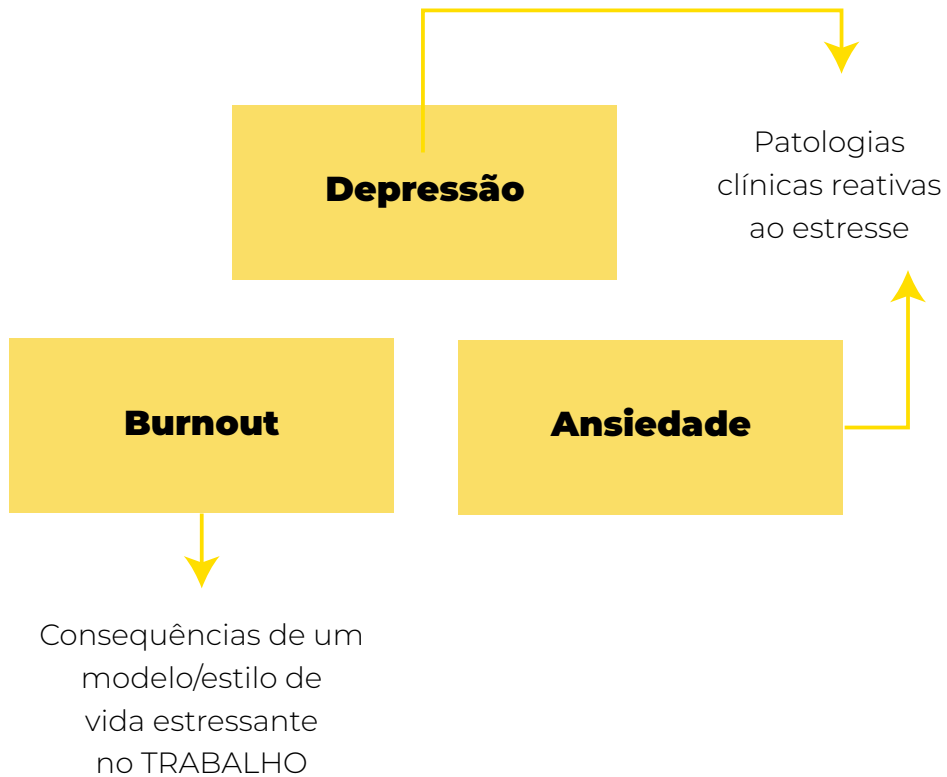 Depressão
Patologias
clínicas reativas
ao estresse
Burnout
Ansiedade
Consequências de um
modelo/estilo de
vida estressante
no TRABALHO